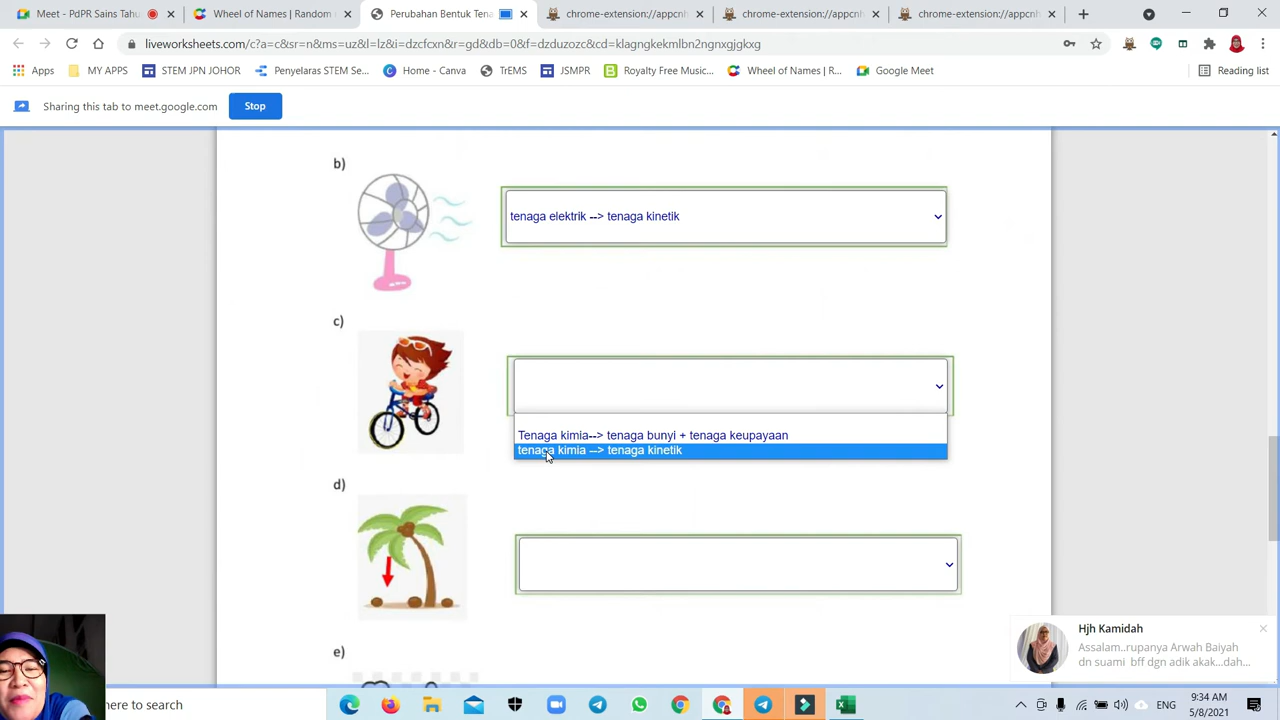 Meet - PdPR Sains Tahu
Wheel of Names | Random
Perubahan Bentuk Tena
chrome-extension://appcnh
chrome-extension://appcnh
chrome-extension://appcnh
liveworksheets.com/c?a=c&sr=n&ms=uz&l=lz&i=dzcfcxn&r=gd&db=0&f=dzduzozc&cd=klagngkekmlbn2ngnxgjgkxg
Apps
MY APPS
STEM JPN JOHOR
Penyelaras STEM Se...
Home - Canva
TrEMS
JSMPR
Royalty Free Music...
Wheel of Names | R...
Google Meet
Reading list
Sharing this tab to meet.google.com
Stop
b)
tenaga elektrik --> tenaga kinetik
c)
Tenaga kimia--> tenaga bunyi + tenaga keupayaan
tenaga kimia --> tenaga kinetik
d)
e)
Hjh Kamidah
Assalam..rupanya Arwah Baiyah
dn suami bff dgn adik akak...dah...
here to search
ENG
9:34 AM
5/8/2021